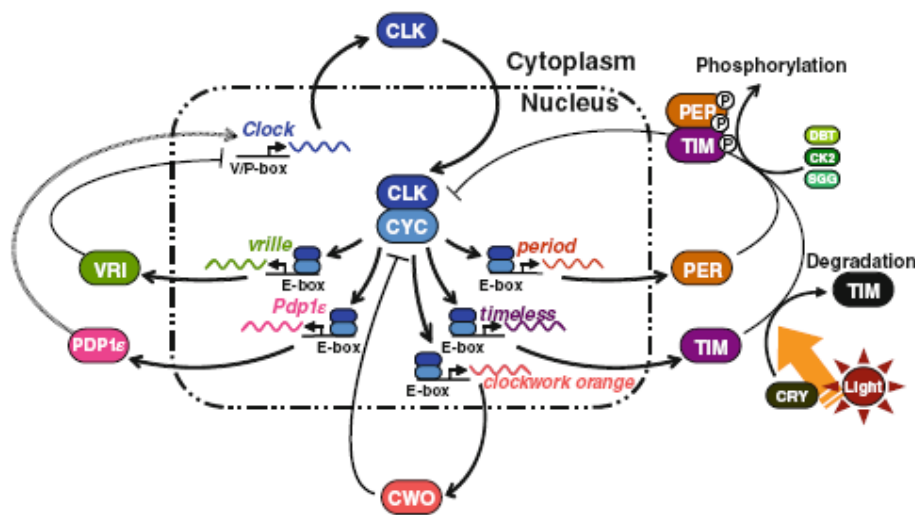 CLK
Cytoplasm
Nucleus
Phosphorylation
PER
P
P
TIM
P
DBT
CK2
SGG
Clock
V/P-box
CLK
CYC
vrille
E-box
period
E-box
VRI
PER
Degradation
TIM
Pdp1ε
E-box
timeless
E-box
PDP1ε
TIM
clockwork orange
E-box
CRY
Light
CWO